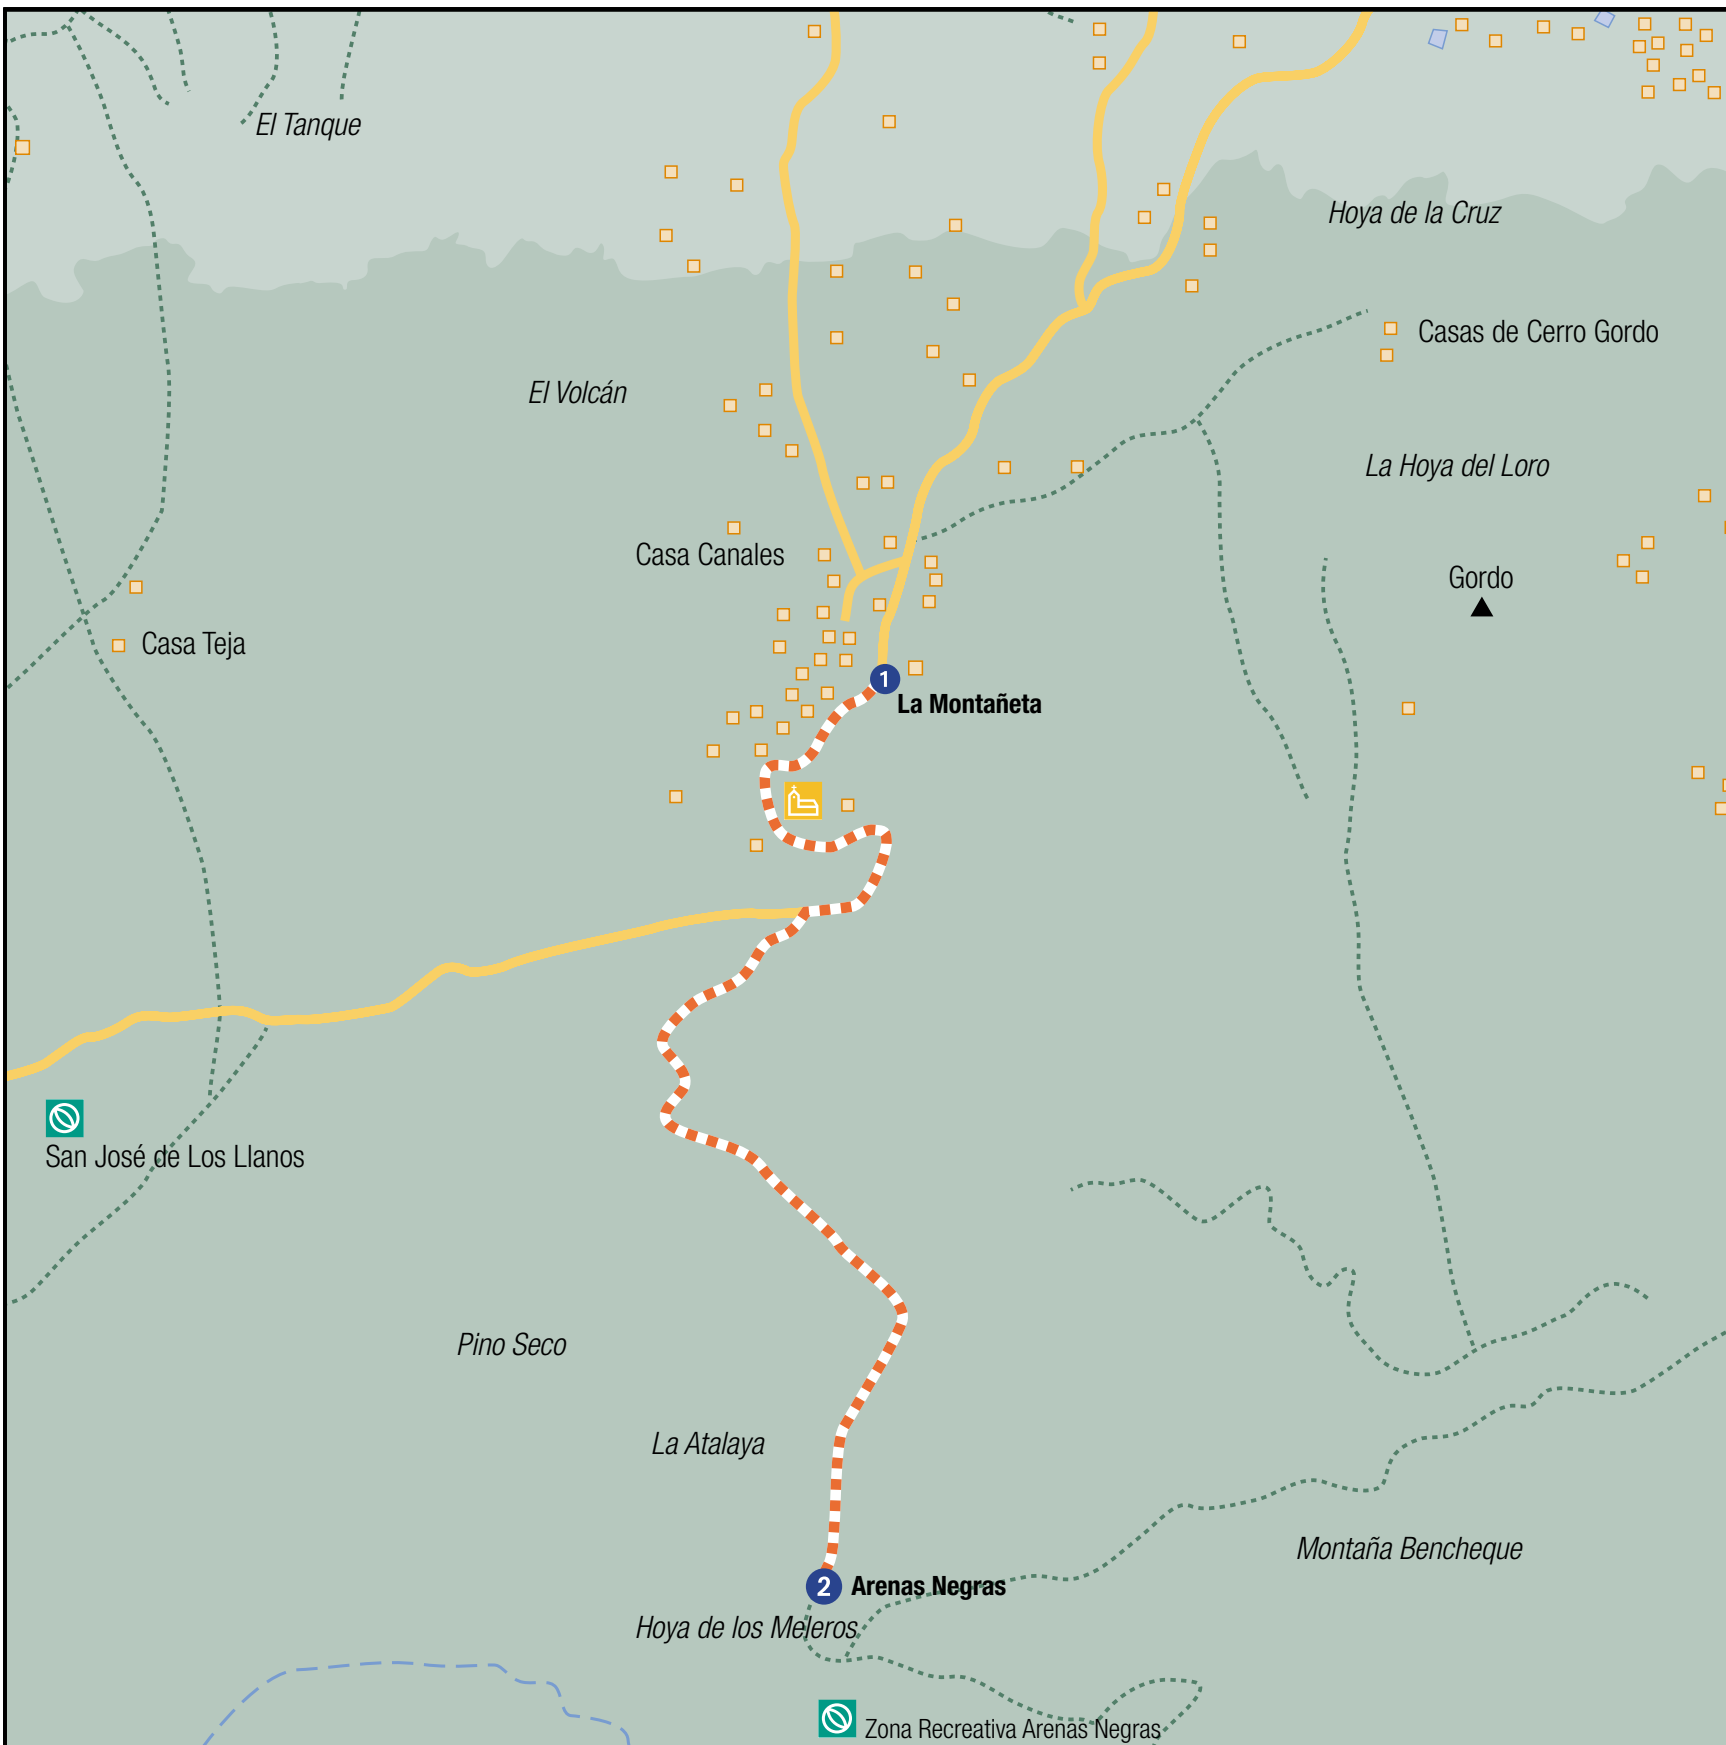 El Tanque
Hoya de la Cruz
Casas de Cerro Gordo
El Volcán
La Hoya del Loro
Casa Canales
Gordo
Casa Teja
1
La Montañeta
San José de Los Llanos
Pino Seco
La Atalaya
Montaña Bencheque
2 Arenas Negras
Hoya de los Meleros
Zona Recreativa Arenas Negras